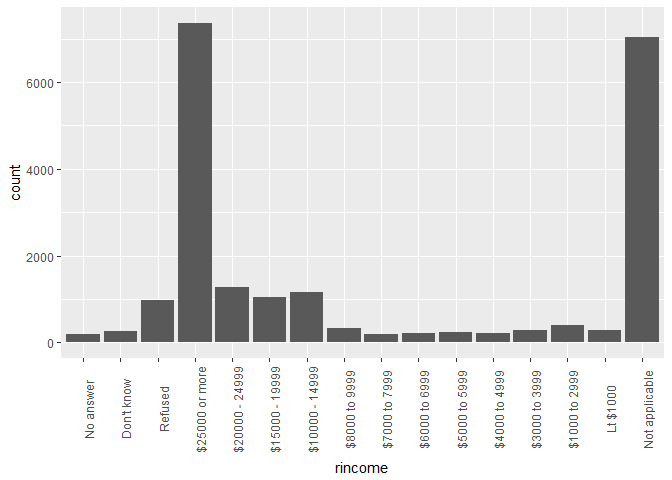 6000
4000
2000
0
count
No answer
Don't know
Refused
$25000 or more
$20000 - 24999
$15000 - 19999
$10000 - 14999
$8000 to 9999
$7000 to 7999
$6000 to 6999
$5000 to 5999
$4000 to 4999
$3000 to 3999
$1000 to 2999
Lt $1000
Not applicable
rincome